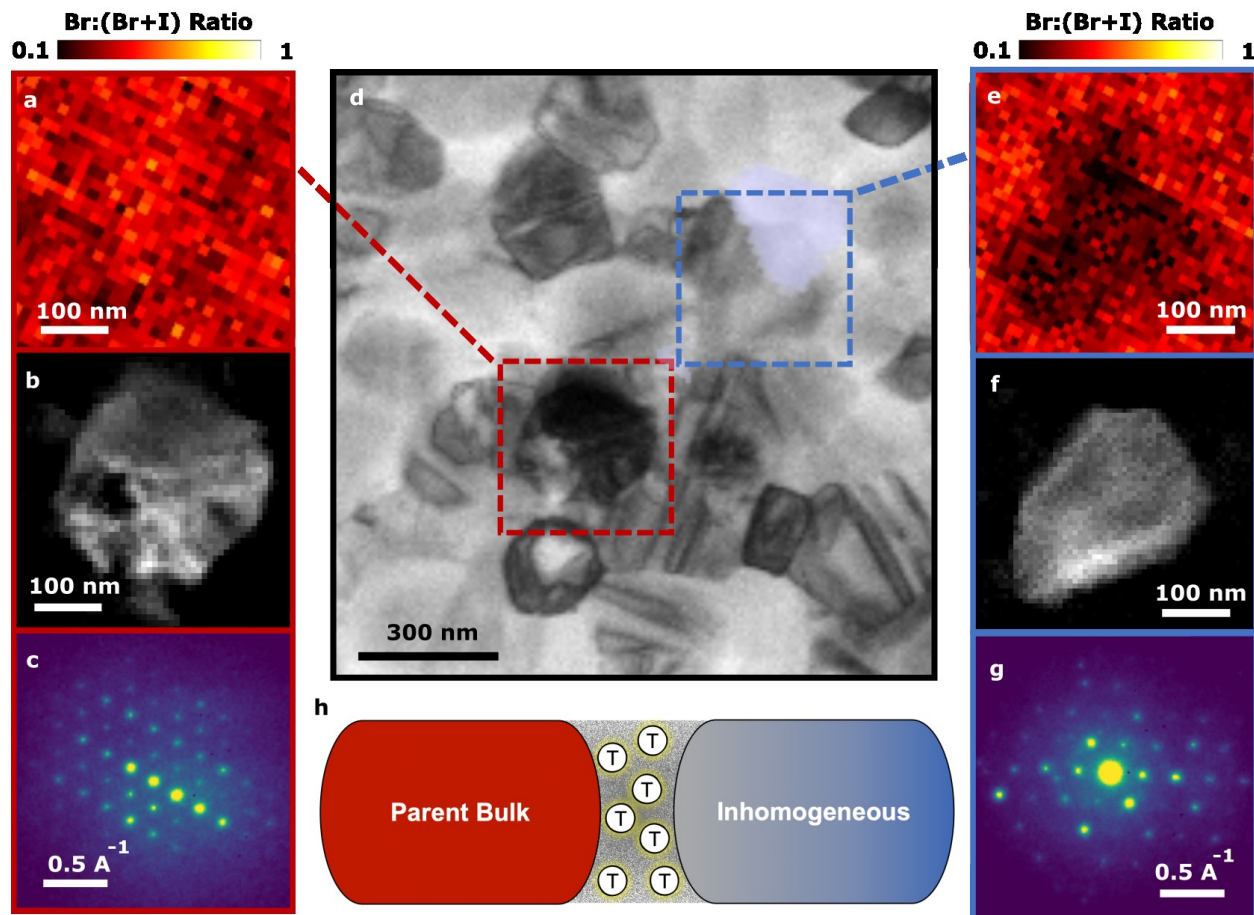 Br:(Br+I) Ratio
0.1 1
a
100 nm
b
100 nm
c
0.5 A⁻¹
d
300 nm
Br:(Br+I) Ratio
0.1 1
e
100 nm
f
100 nm
g
0.5 A⁻¹
h
Parent Bulk
T
T
T
T
T
T
T
Inhomogeneous